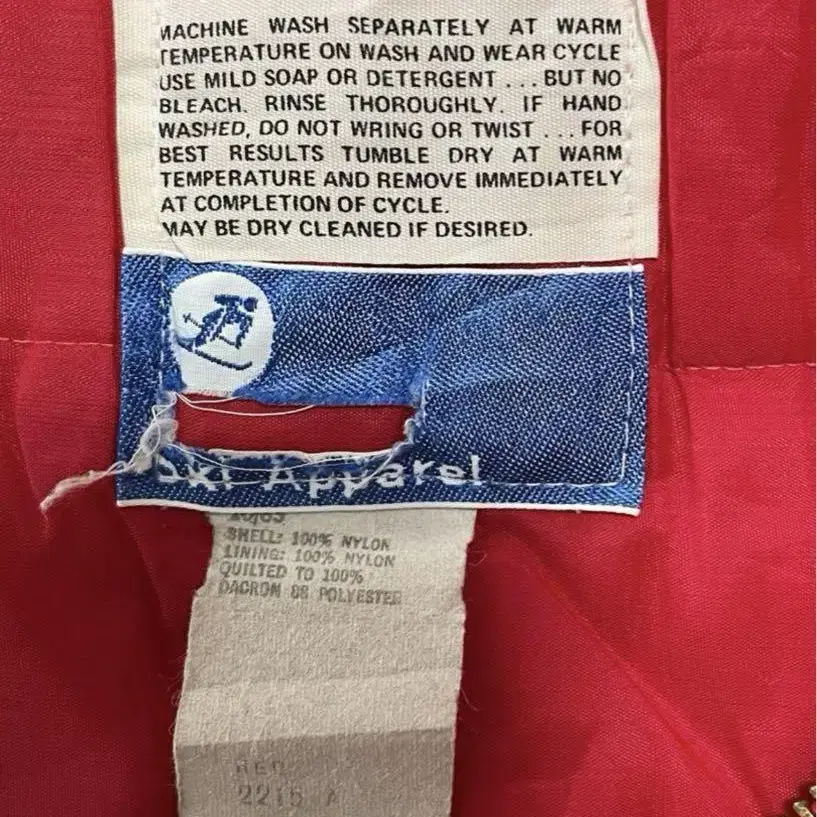 MACHINE WASH SEPARATELY AT WARM
TEMPERATURE ON WASH AND WEAR CYCLE
USE MILD SOAP OR DETERGENT ... BUT NO
BLEACH. RINSE THOROUGHLY. IF HAND
WASHED, DO NOT WRING OR TWIST ... FOR
BEST RESULTS TUMBLE DRY AT WARM
TEMPERATURE AND REMOVE IMMEDIATELY
AT COMPLETION OF CYCLE.
MAY BE DRY CLEANED IF DESIRED.
Ski Apparel
SHELL: 100% NYLON
LINING: 100% NYLON
QUILTED TO 100%
DACRON 88 POLYESTER
RED
2215 A